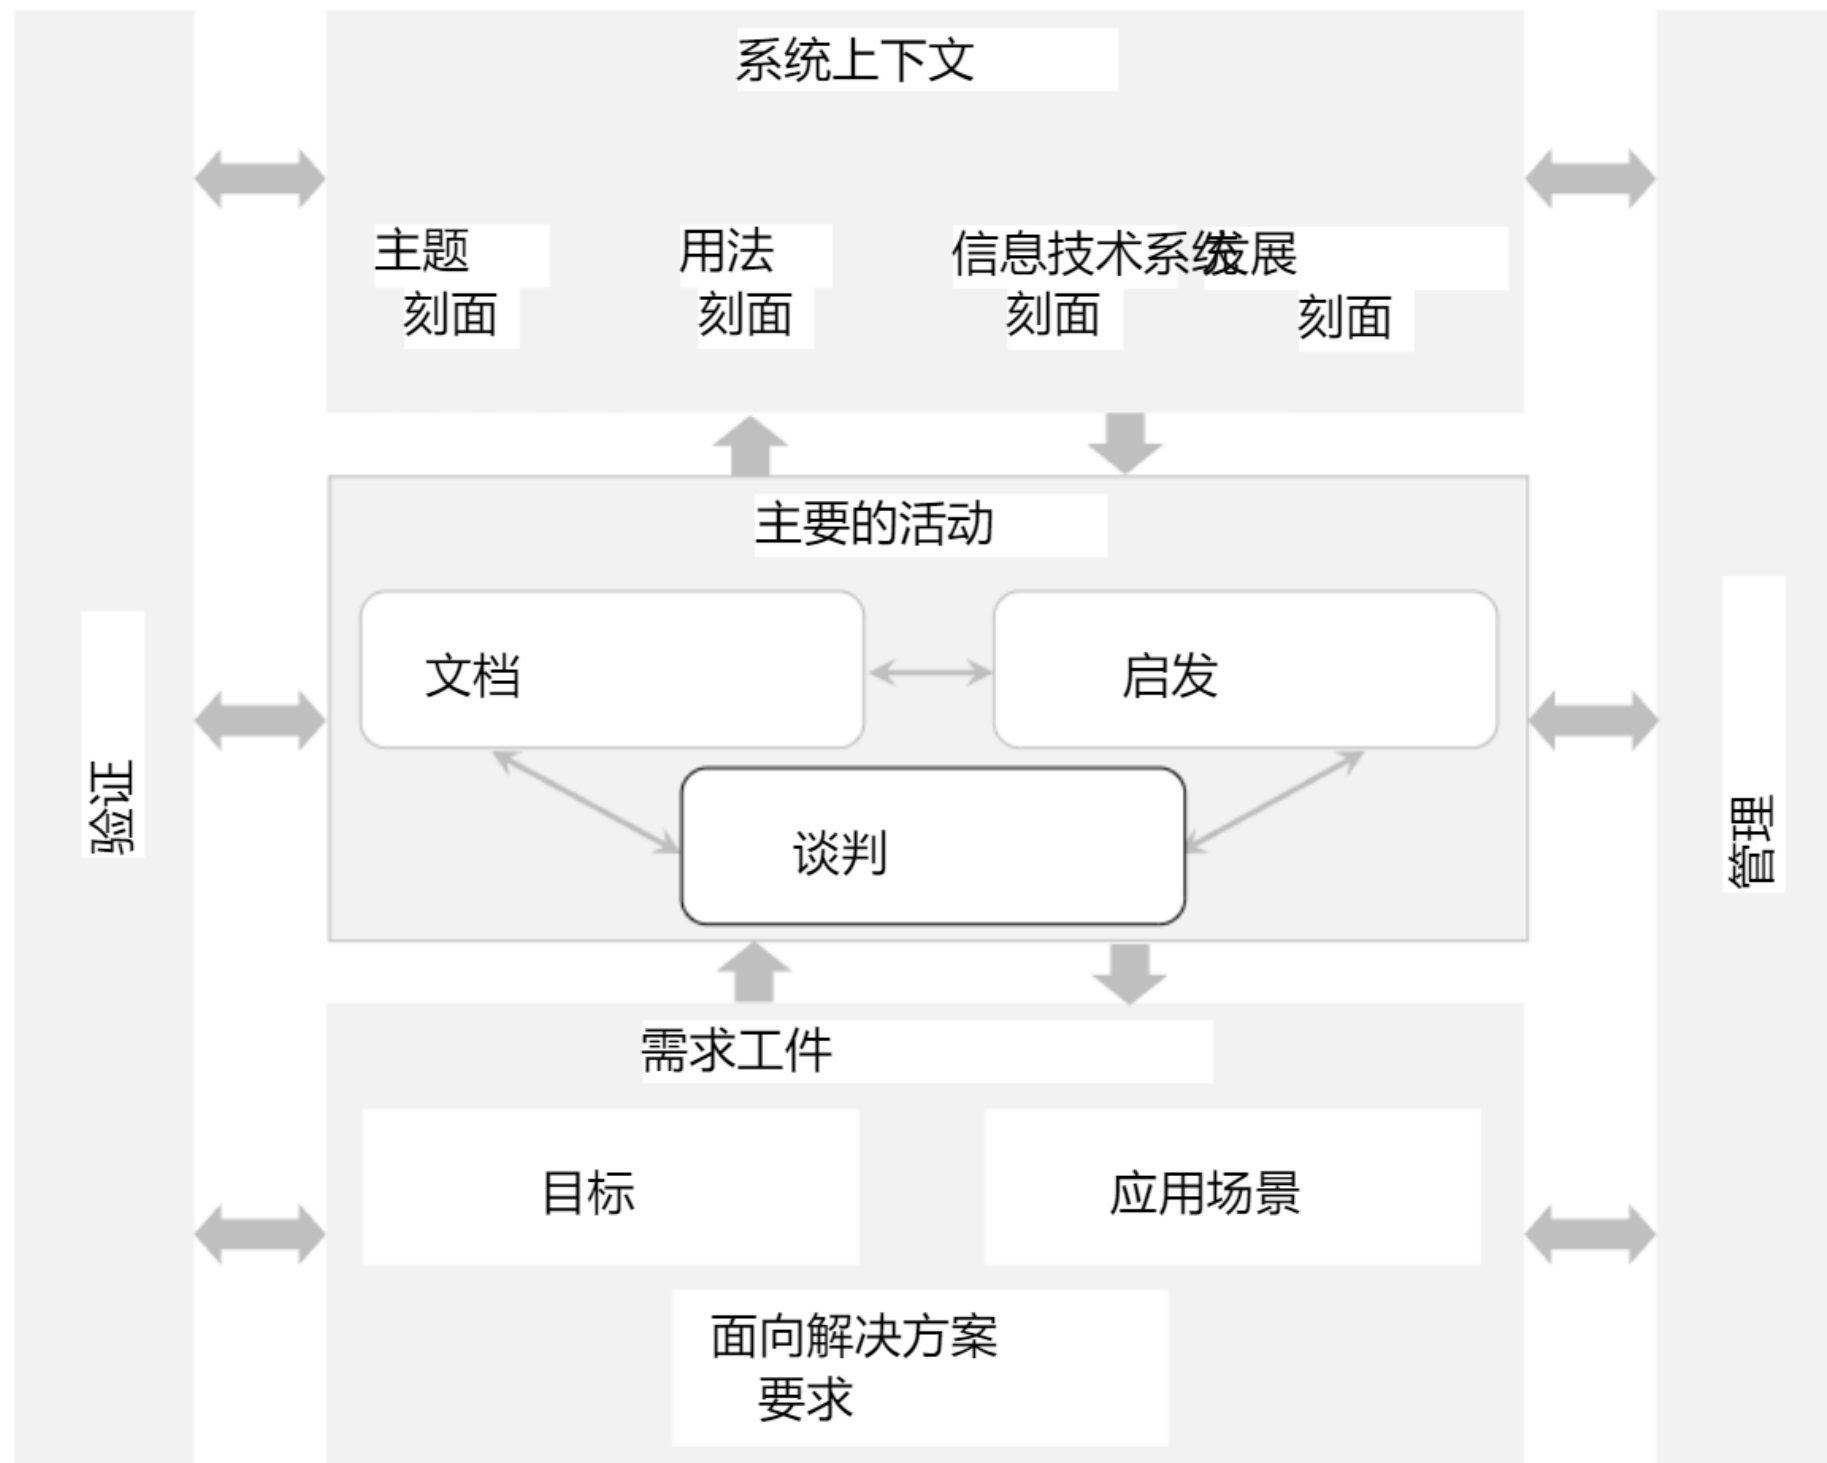 系统上下文
主题
刻面
用法
刻面
信息技术系统
刻面
发展
刻面
主要的活动
文档
启发
谈判
验证
管理
需求工件
目标
应用场景
面向解决方案
要求